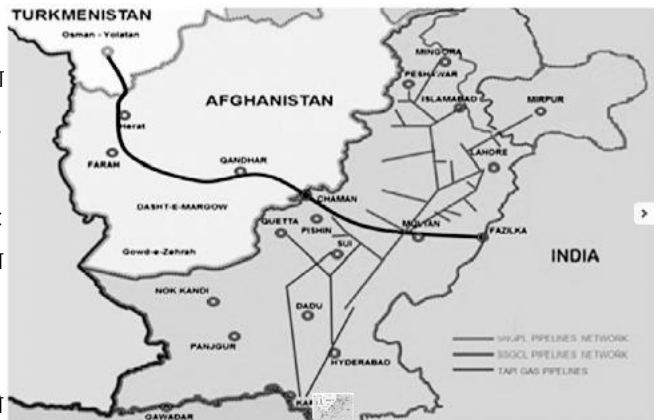 TURKMENISTAN
Osman - Yolatan
MINGORA
PESHAWAR
ISLAMABAD
MIRPUR
AFGHANISTAN
Herat
LAHORE
FARAH
QANDHAR
DASHT-E-MARGOW
CHAMAN
QUETTA
PISHIN
MULTAN
FAZILKA
SUI
Gowd-e-Zehrah
INDIA
NOK KANDI
DADU
PANJGUR
HYDERABAD
SNGPL PIPELINES NETWORK
SSGCL PIPELINES NETWORK
TAPI GAS PIPELINES
GAWADAR